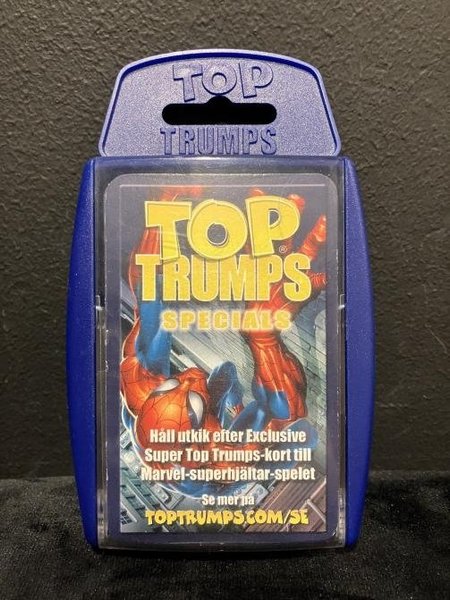 TOP
TRUMPS
TOP
TRUMPS
SPECIALS
Håll utkik efter Exclusive
Super Top Trumps-kort till
Marvel-superhjältar-spelet
Se mer på
TOPTRUMPS.COM/SE